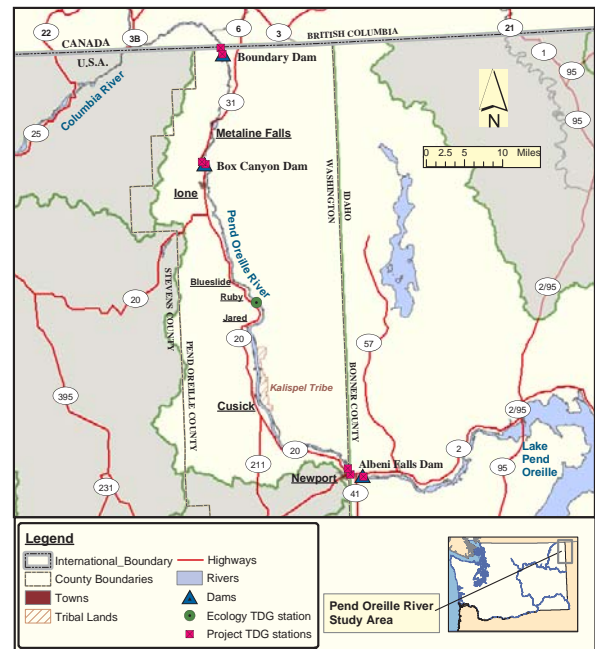 22
3B
6
3
21
CANADA
U.S.A.
BRITISH COLUMBIA
1
95
Boundary Dam
Columbia River
31
25
95
N
Metaline Falls
0 2.5 5 10 Miles
Box Canyon Dam
Ione
WASHINGTON
IDAHO
Pend Oreille River
STEVENS COUNTY
PEND OREILLE COUNTY
Blueslide
Ruby
Jared
20
20
2/95
57
BONNER COUNTY
Kalispel Tribe
395
Cusick
2/95
20
2
Lake
Pend
Oreille
211
Albeni Falls Dam
95
Newport
231
41
Legend
International_Boundary
County Boundaries
Towns
Tribal Lands
Highways
Rivers
Dams
Ecology TDG station
Project TDG stations
Pend Oreille River
Study Area